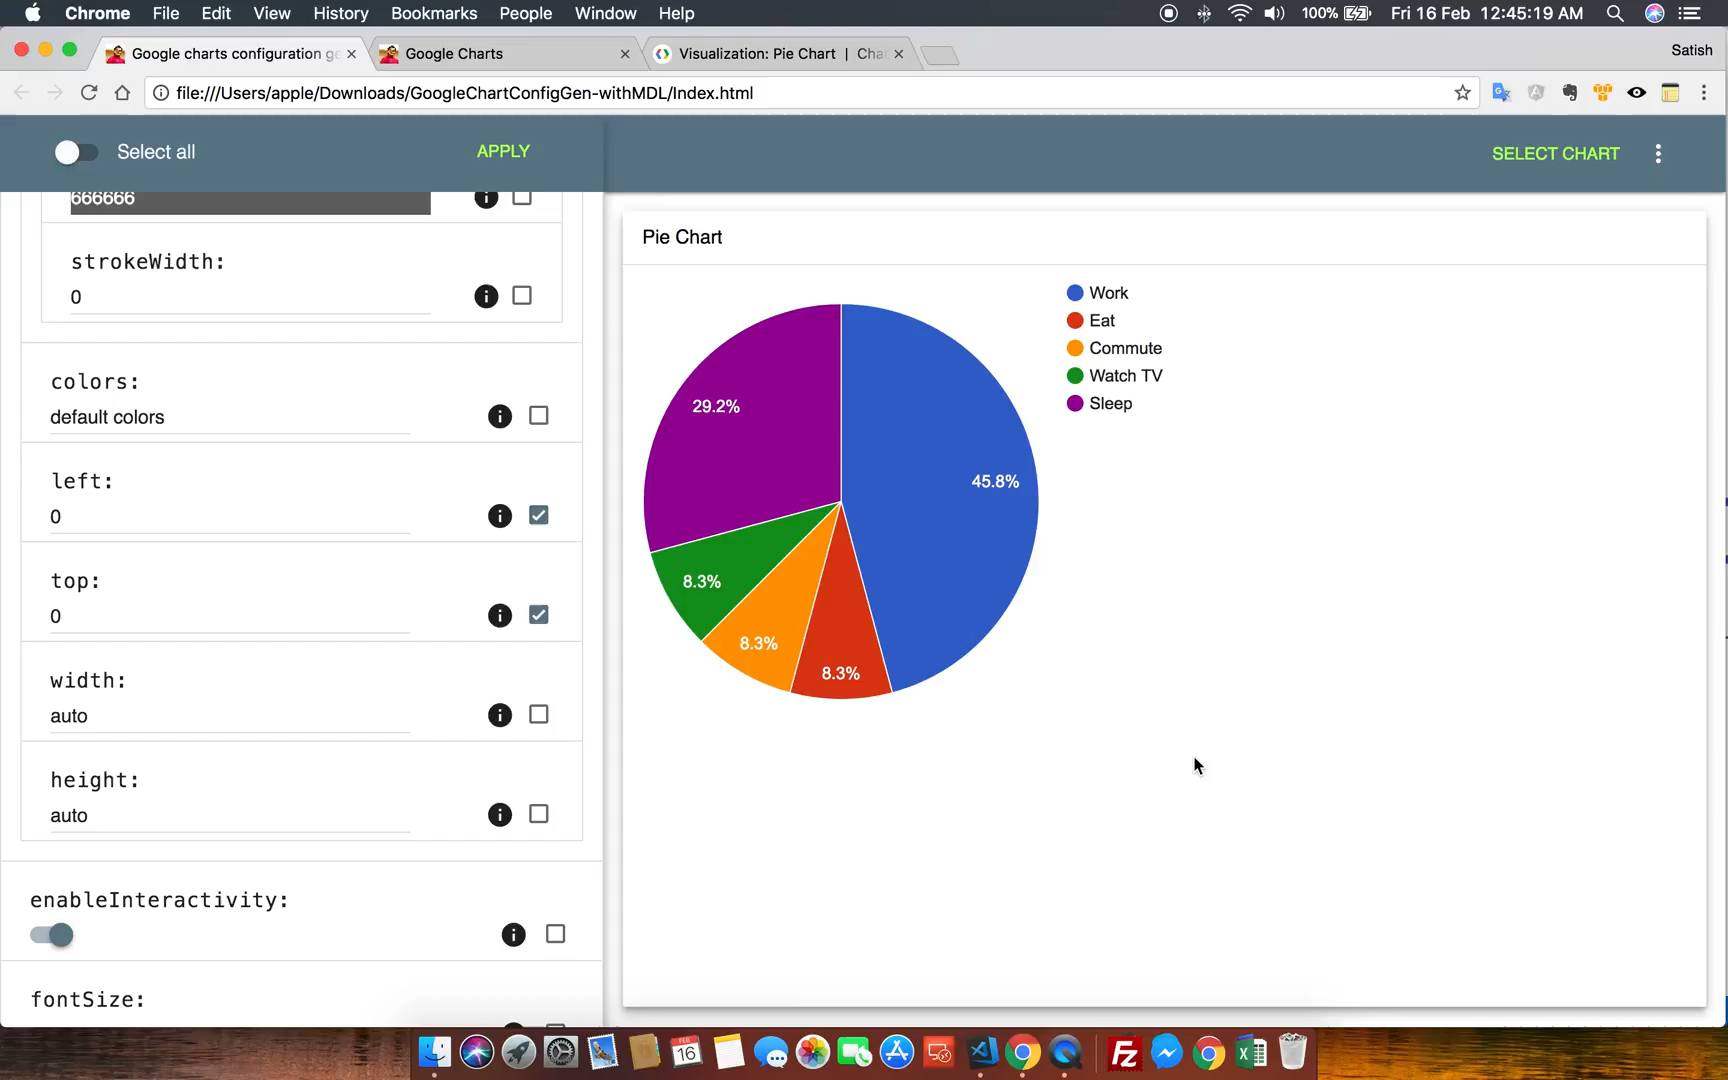 Chrome File Edit View History Bookmarks People Window Help
100% Fri 16 Feb 12:45:19 AM
Google charts configuration ge
Google Charts
Visualization: Pie Chart | Cha
Satish
file:///Users/apple/Downloads/GoogleChartConfigGen-withMDL/Index.html
Select all
APPLY
SELECT CHART
666666
strokeWidth:
0
colors:
default colors
left:
0
top:
0
width:
auto
height:
auto
enableInteractivity:
fontSize:
Pie Chart
Work
Eat
Commute
Watch TV
Sleep
29.2%
45.8%
8.3%
8.3%
8.3%
FEB
16